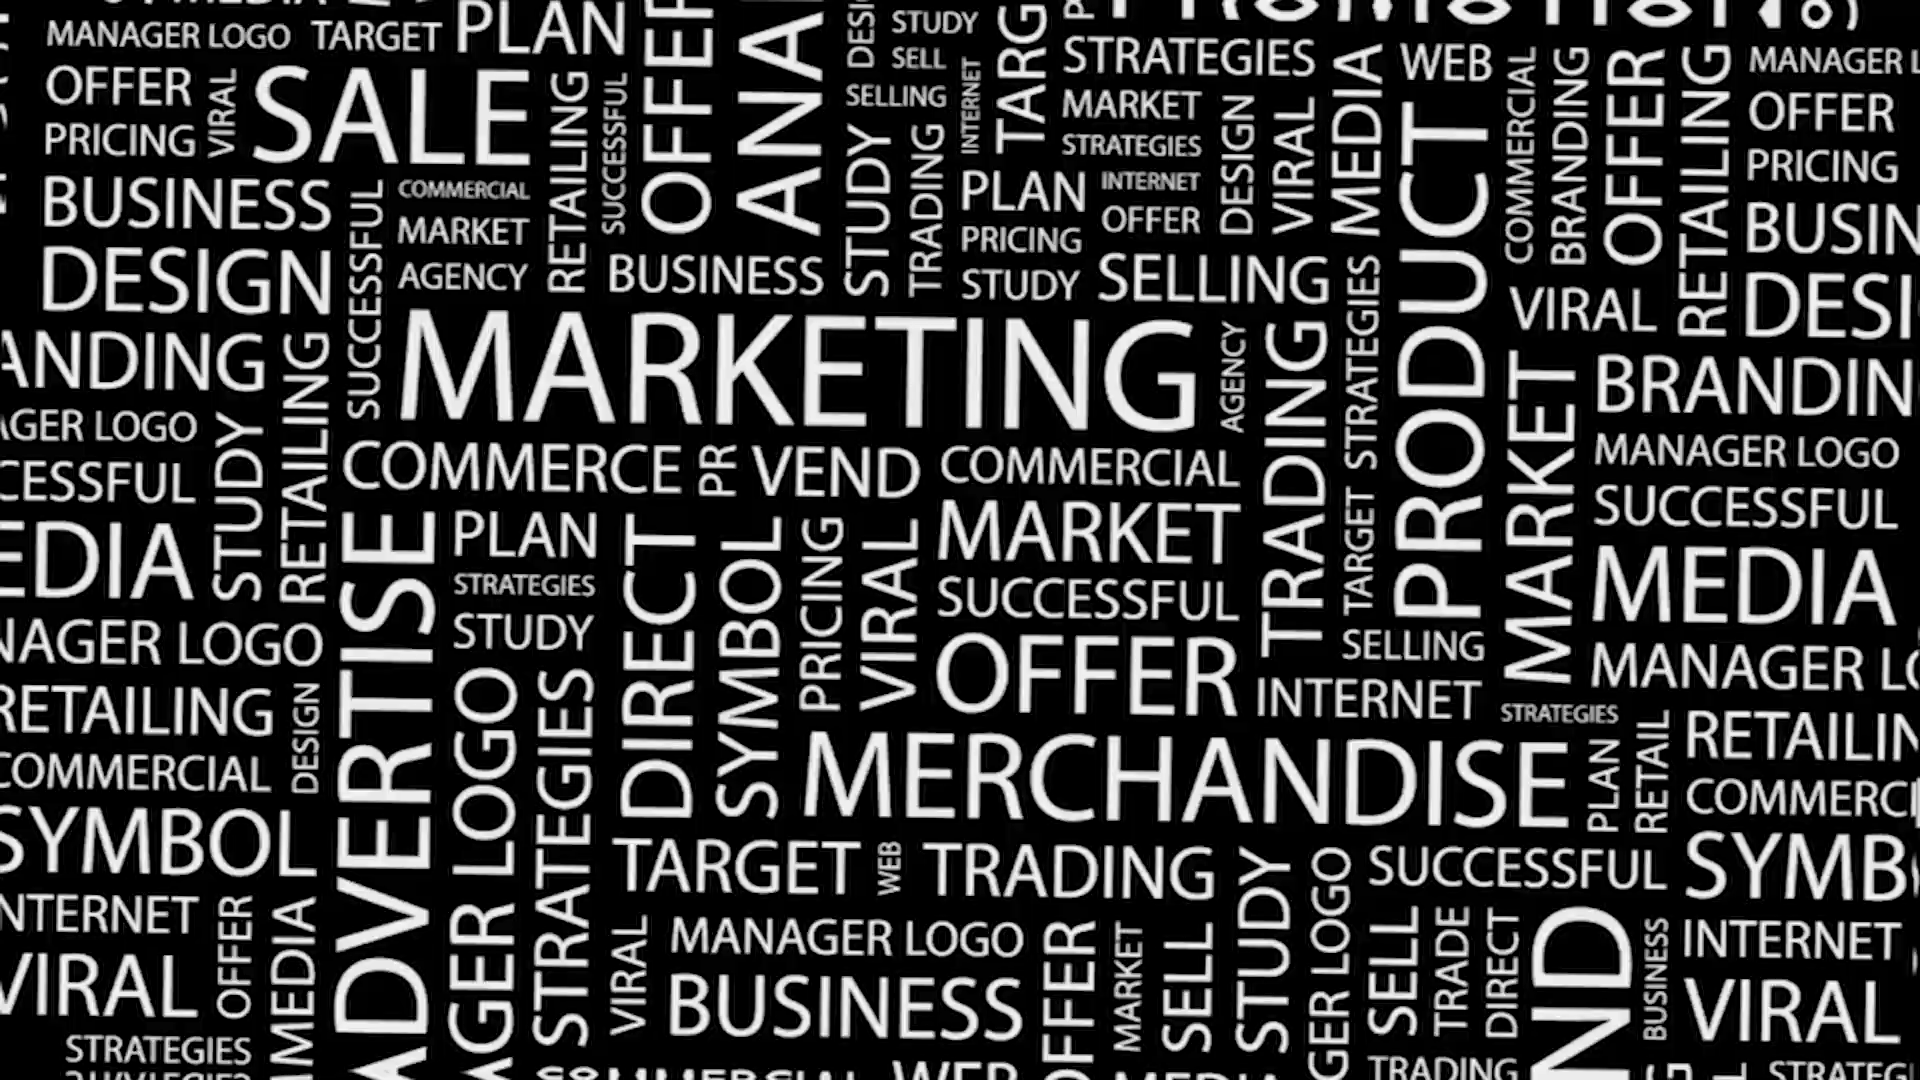 MANAGER LOGO
TARGET
PLAN
OFFER
PRICING
VIRAL
SALE
RETAILING
SUCCESSFUL
OFFER
STUDY
SELL
SELLING
INTERNET
STRATEGIES
MARKET
STRATEGIES
DESIGN
VIRAL
MEDIA
WEB
COMMERCIAL
BRANDING
OFFER
RETAILING
MANAGER L
OFFER
PRICING
BUSINESS
SUCCESSFUL
COMMERCIAL
MARKET
AGENCY
BUSINESS
STUDY
TRADING
PLAN
PRICING
STUDY
INTERNET
OFFER
SELLING
PRODUCT
VIRAL
BUSIN
DESIGN
DESI
ANDING
RETAILING
MARKETING
AGENCY
TRADING
STRATEGIES
TARGET
MARKET
BRANDIN
AGER LOGO
CESSFUL
STUDY
COMMERCE
PR
VEND
COMMERCIAL
MANAGER LOGO
SUCCESSFUL
EDIA
ADVERTISE
PLAN
STRATEGIES
STUDY
DIRECT
SYMBOL
PRICING
VIRAL
MARKET
SUCCESSFUL
OFFER
SELLING
INTERNET
MEDIA
NAGER LOGO
MANAGER LO
RETAILING
COMMERCIAL
DESIGN
AGER LOGO
STRATEGIES
MERCHANDISE
STRATEGIES
PLAN
RETAIL
RETAILIN
COMMERCI
SYMBOL
TARGET
WEB
TRADING
STUDY
GER LOGO
SUCCESSFUL
SYMB
NTERNET
OFFER
MEDIA
VIRAL
MANAGER LOGO
OFFER
MARKET
SELL
SELL
TRADE
DIRECT
ND
BUSINESS
INTERNET
VIRAL
BUSINESS
VIRAL
STRATEGIES
TRADING
STRATEGI